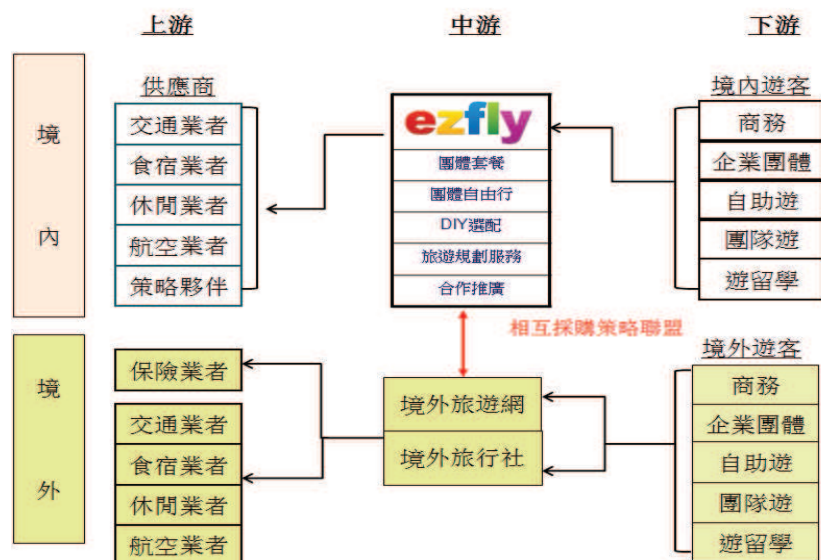 上游
中游
下游
境
內
供應商
交通業者
食宿業者
休閒業者
航空業者
策略夥伴
ezfly
團體套餐
團體自由行
DIY選配
旅遊規劃服務
合作推廣
境內遊客
商務
企業團體
自助遊
團隊遊
遊留學
相互採購策略聯盟
境
外
保險業者
交通業者
食宿業者
休閒業者
航空業者
境外旅遊網
境外旅行社
境外遊客
商務
企業團體
自助遊
團隊遊
遊留學